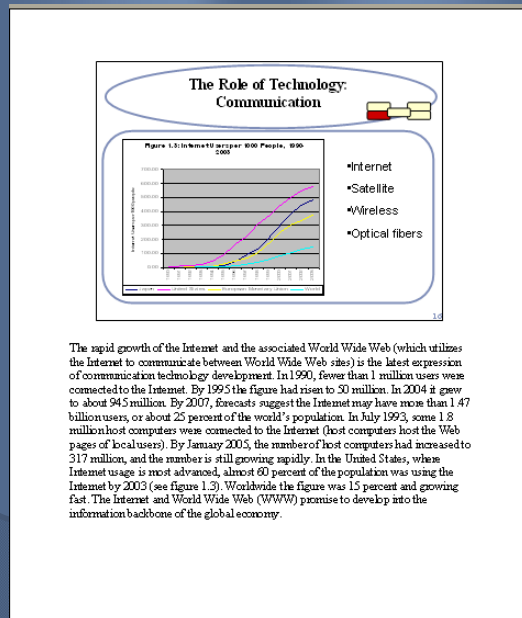 The Role of Technology:
Communication
Figure 1.3: Internet Users per 1000 People, 1990-
2003
•Internet
•Satellite
•Wireless
•Optical fibers
Japan United States European Monetary Union World
16
The rapid growth of the Internet and the associated World Wide Web (which utilizes
the Internet to communicate between World Wide Web sites) is the latest expression
of communication technology development. In 1990, fewer than 1 million users were
connected to the Internet. By 1995 the figure had risen to 50 million. In 2004 it grew
to about 945 million. By 2007, forecasts suggest the Internet may have more than 1.47
billion users, or about 25 percent of the world's population. In July 1993, some 1.8
million host computers were connected to the Internet (host computers host the Web
pages of local users). By January 2005, the number of host computers had increased to
317 million, and the number is still growing rapidly. In the United States, where
Internet usage is most advanced, almost 60 percent of the population was using the
Internet by 2003 (see figure 1.3). Worldwide the figure was 15 percent and growing
fast. The Internet and World Wide Web (WWW) promise to develop into the
information backbone of the global economy.